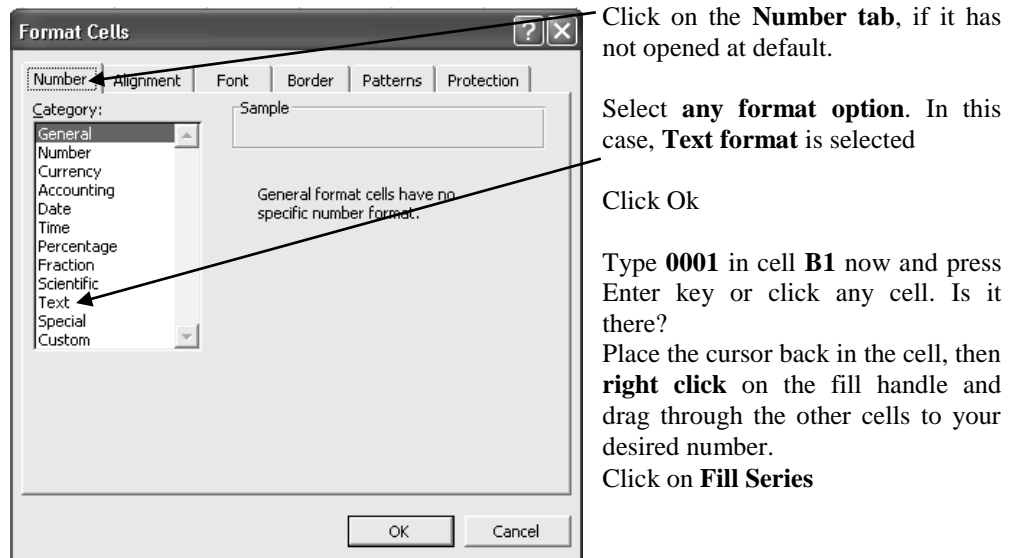 Format Cells
Number Alignment Font Border Patterns Protection
Category:
General
Number
Currency
Accounting
Date
Time
Percentage
Fraction
Scientific
Text
Special
Custom
Sample
General format cells have no
specific number format.
OK Cancel
Click on the Number tab, if it has
not opened at default.
Select any format option. In this
case, Text format is selected
Click Ok
Type 0001 in cell B1 now and press
Enter key or click any cell. Is it
there?
Place the cursor back in the cell, then
right click on the fill handle and
drag through the other cells to your
desired number.
Click on Fill Series